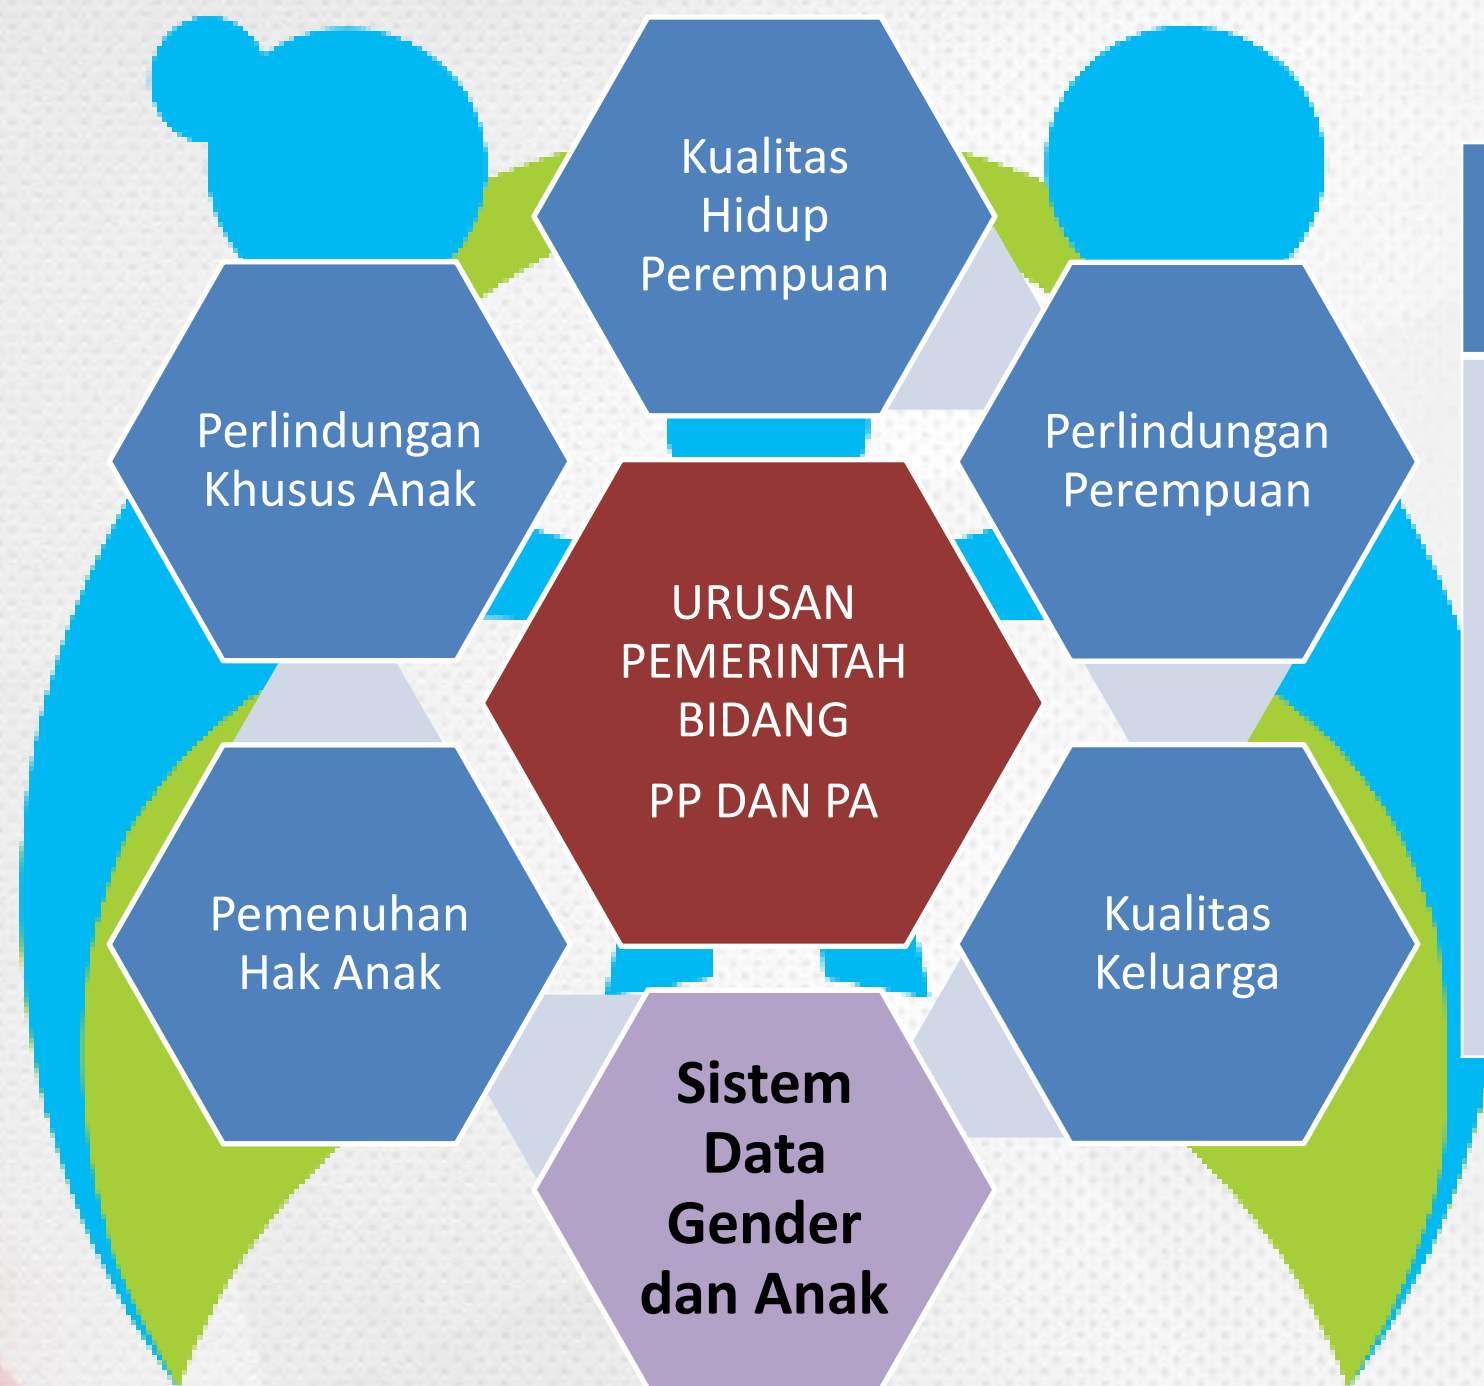 Kualitas
Hidup
Perempuan
Perlindungan
Khusus Anak
Perlindungan
Perempuan
URUSAN
PEMERINTAH
BIDANG
PP DAN PA
Pemenuhan
Hak Anak
Kualitas
Keluarga
Sistem
Data
Gender
dan Anak